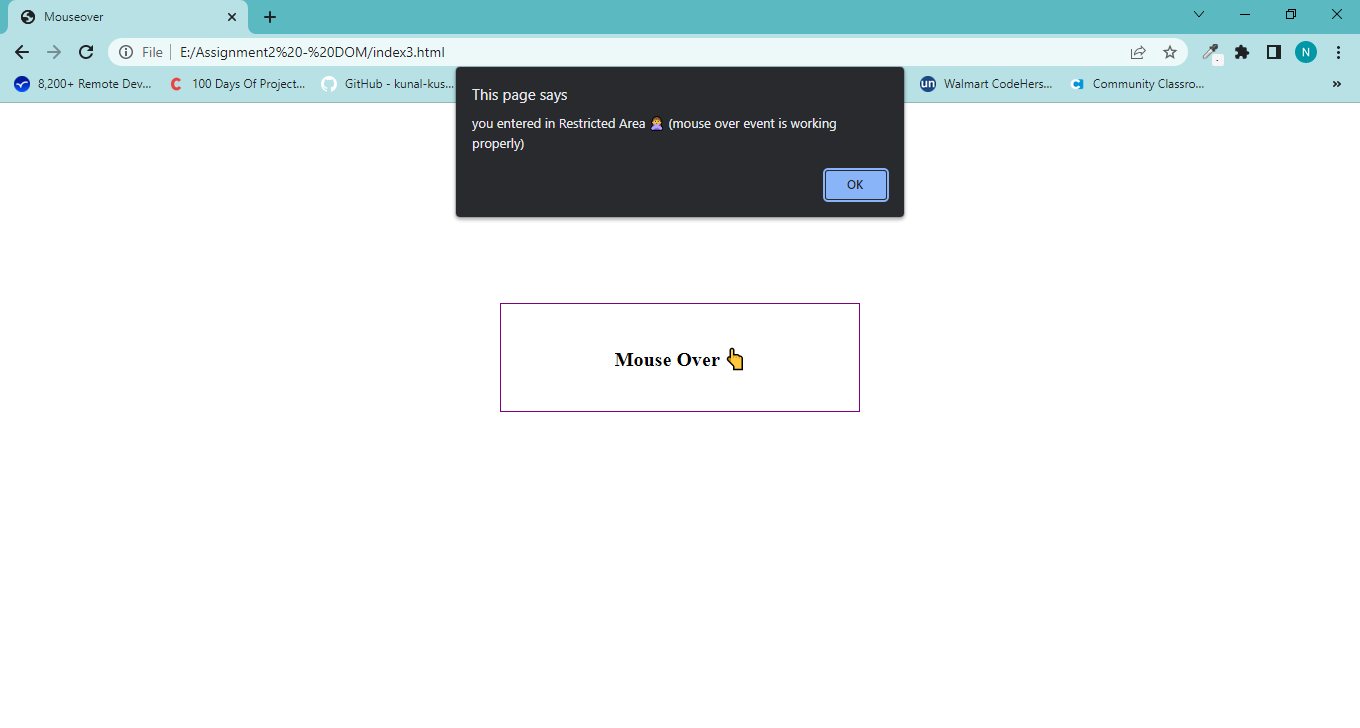 Mouseover
File
E:/Assignment2%20-%20DOM/index3.html
N
8,200+ Remote Dev...
C
100 Days Of Project...
GitHub - kunal-kus...
un
Walmart CodeHers...
Community Classro...
»
This page says
you entered in Restricted Area 🙅 (mouse over event is working
properly)
OK
Mouse Over 👆